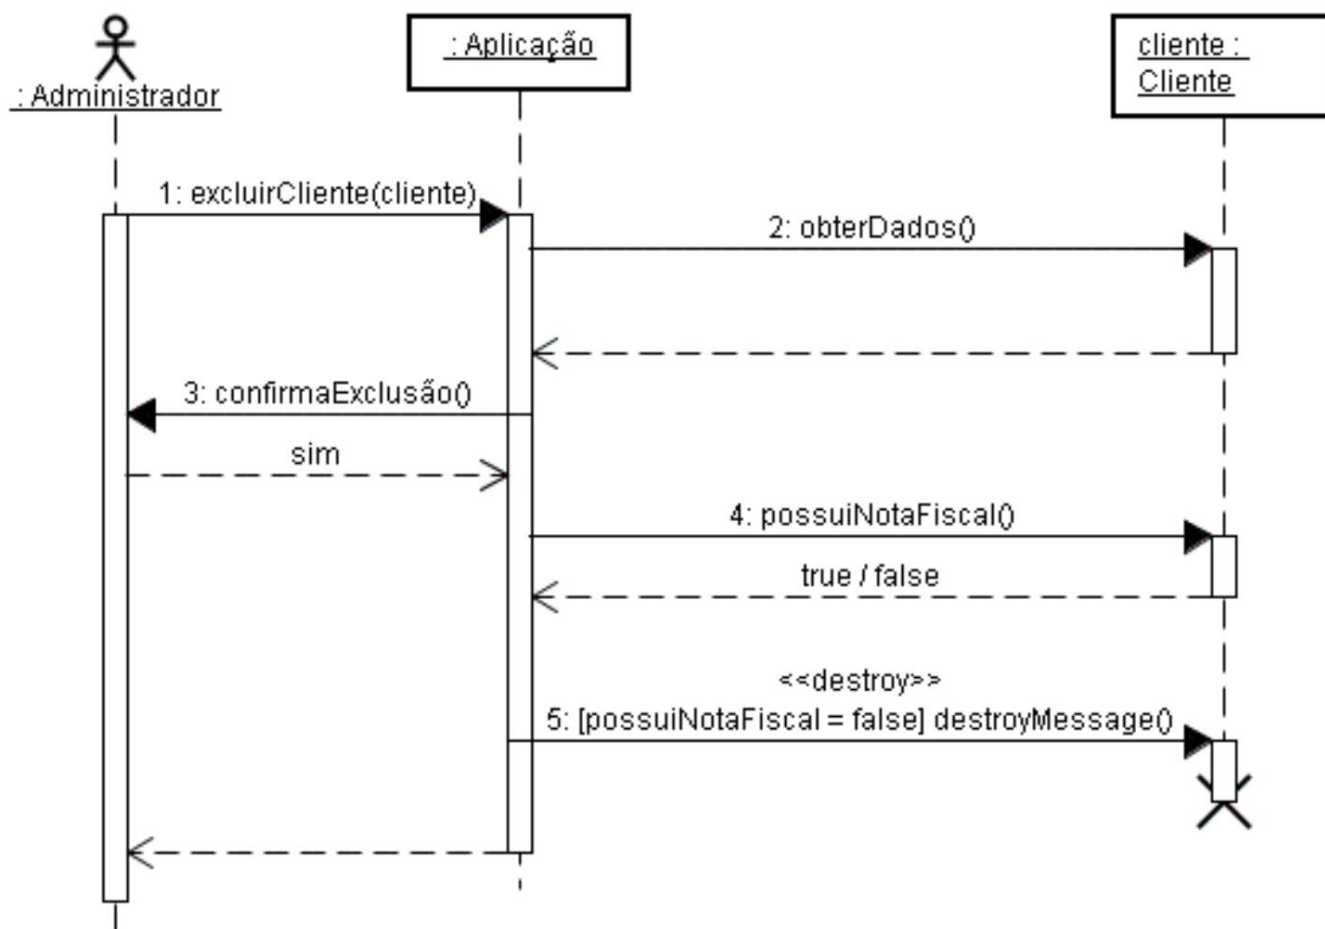 : Administrador
: Aplicação
cliente :
Cliente
1: excluirCliente(cliente)
2: obterDados()
3: confirmaExclusão()
sim
4: possuiNotaFiscal()
true / false
<<destroy>>
5: [possuiNotaFiscal = false] destroyMessage()